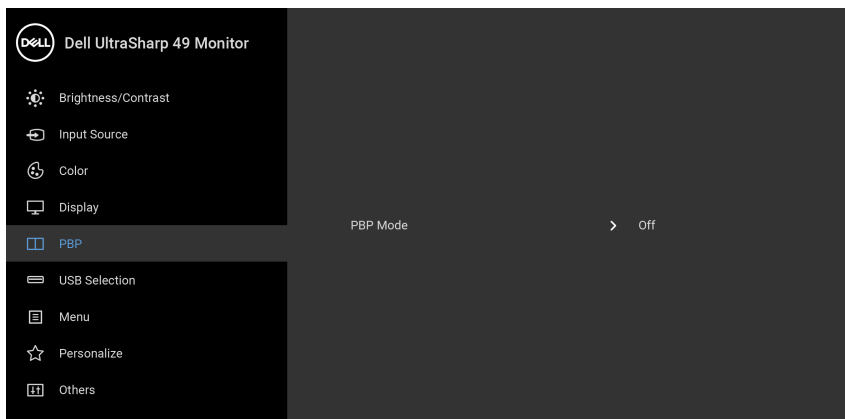 DELL
Dell UltraSharp 49 Monitor
Brightness/Contrast
Input Source
Color
Display
PBP
USB Selection
Menu
Personalize
Others
PBP Mode
Off